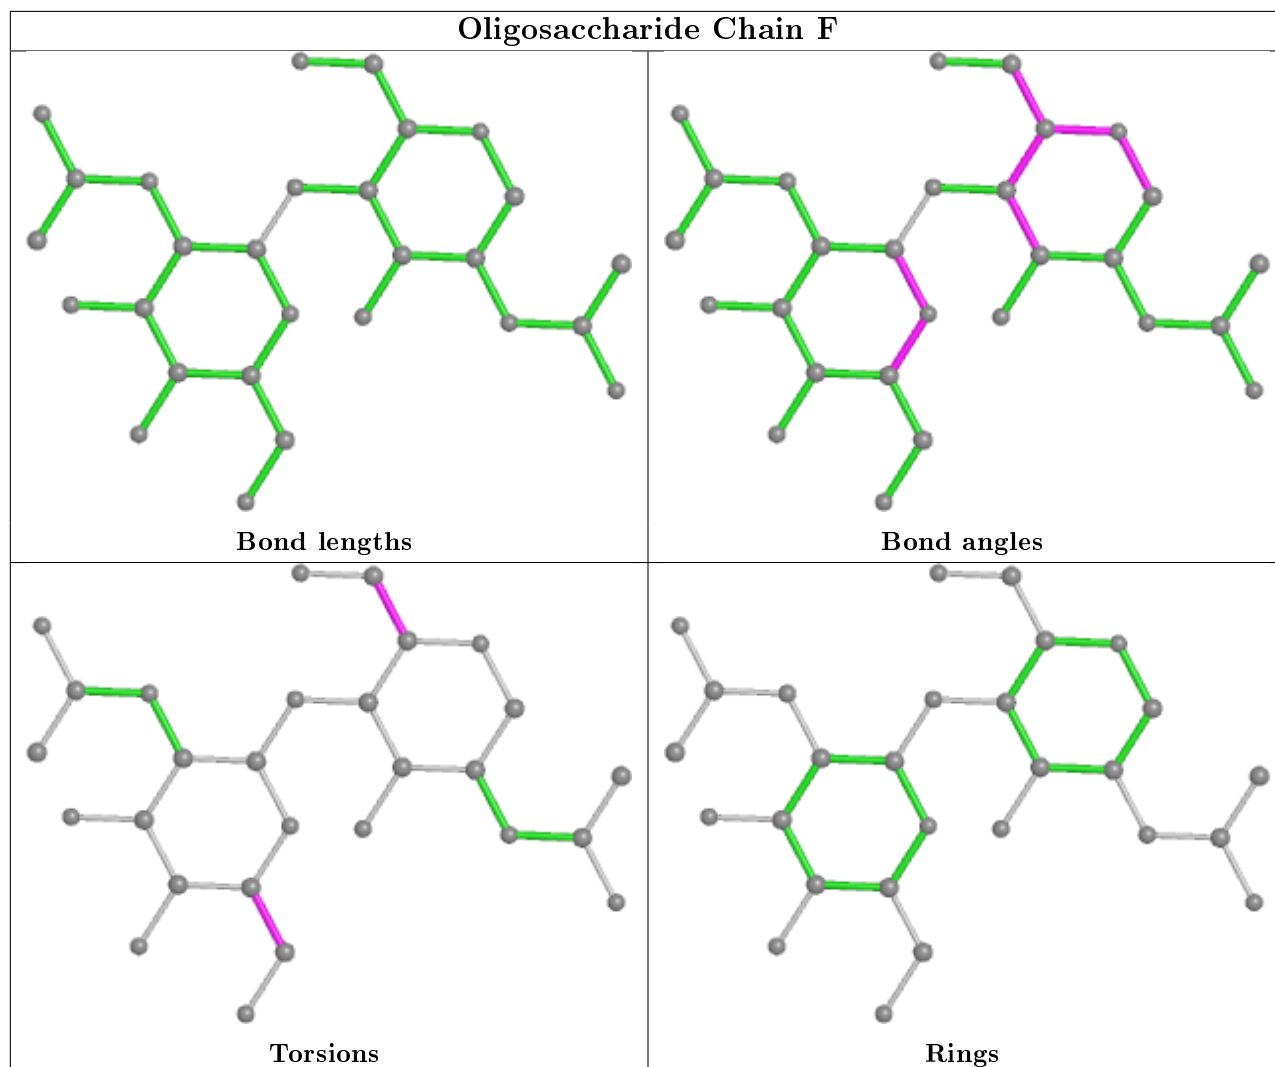 Oligosaccharide Chain F
Bond lengths
Bond angles
Torsions
Rings